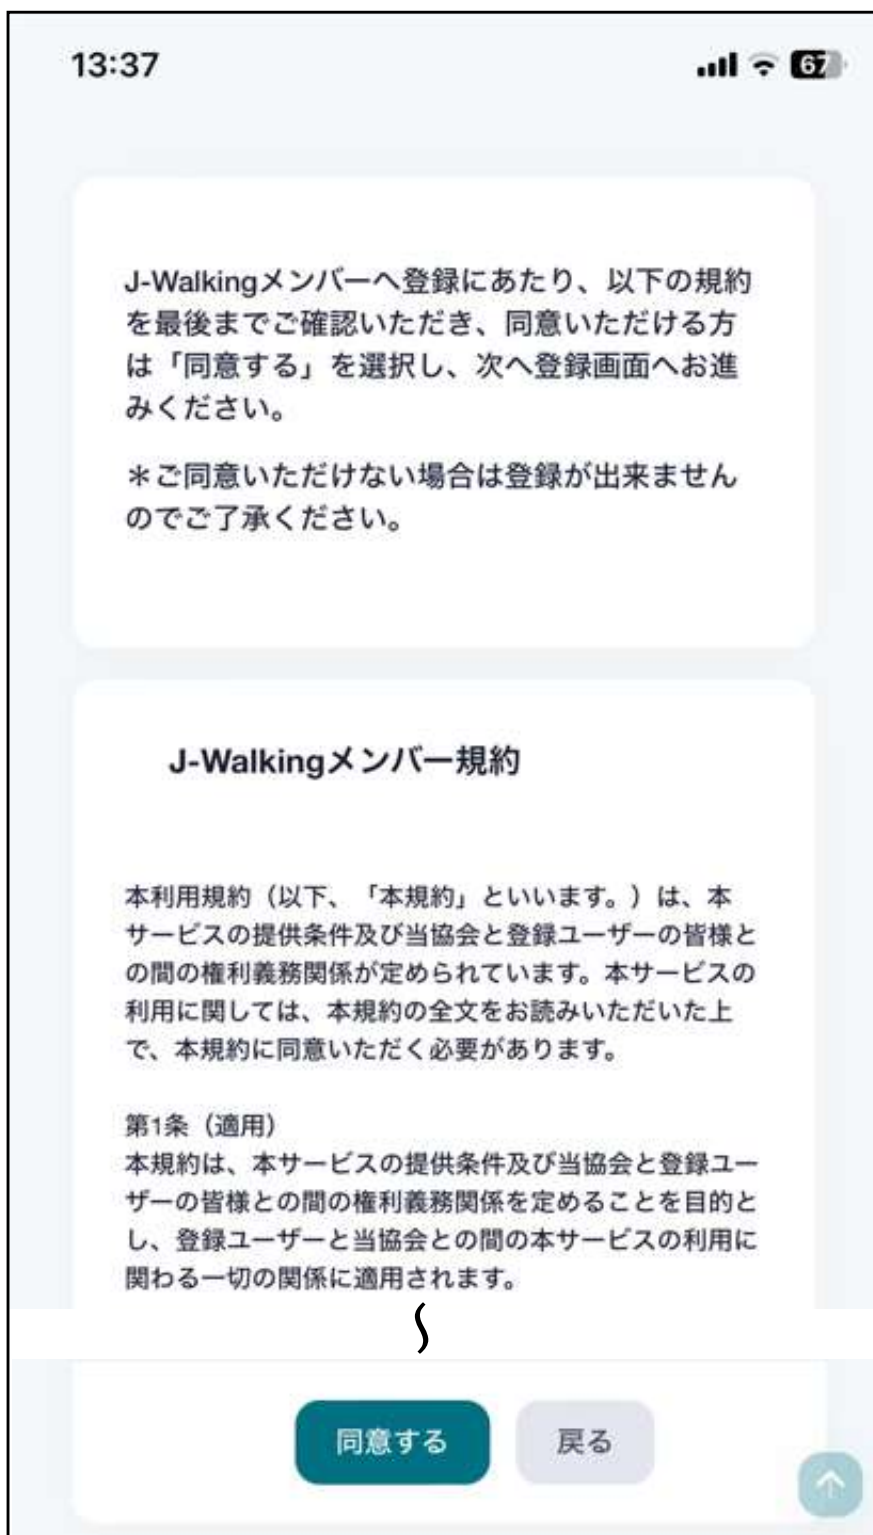 13:37
67
J-Walkingメンバーへ登録にあたり、以下の規約
を最後までご確認いただき、同意いただける方
は「同意する」を選択し、次へ登録画面へお進
みください。
＊ご同意いただけない場合は登録が出来ません
のでご了承ください。
J-Walkingメンバー規約
本利用規約（以下、「本規約」といいます。）は、本
サービスの提供条件及び当協会と登録ユーザーの皆様と
の間の権利義務関係が定められています。本サービスの
利用に関しては、本規約の全文をお読みいただいた上
で、本規約に同意いただく必要があります。
第1条（適用）
本規約は、本サービスの提供条件及び当協会と登録ユー
ザーの皆様との間の権利義務関係を定めることを目的と
し、登録ユーザーと当協会との間の本サービスの利用に
関わる一切の関係に適用されます。
〜
同意する 戻る